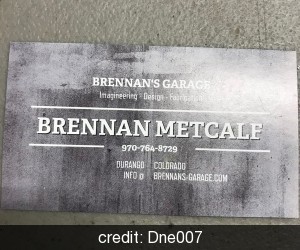 BRENNAN'S GARAGE
Imagineering - Design - Fabrication
BRENNAN METCALF
970-764-8729
DURANGO COLORADO
INFO @ BRENNANS-GARAGE.COM
credit: Dne007